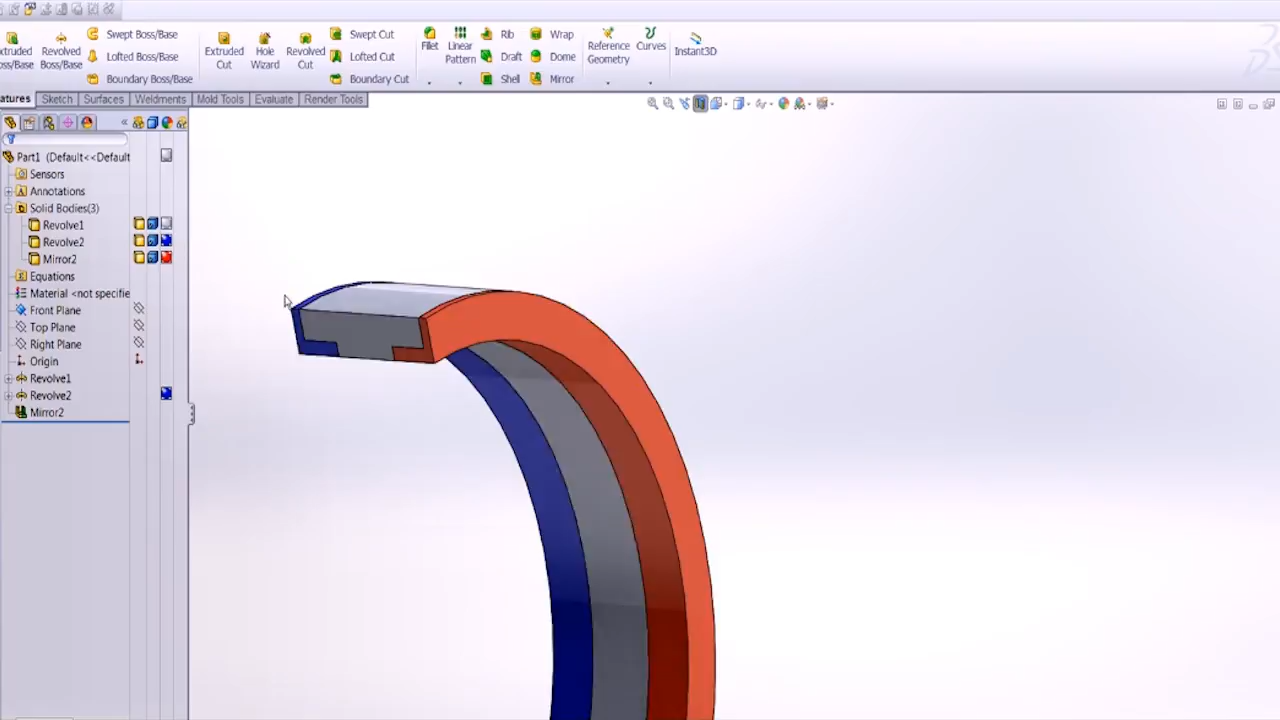 Swept Boss/Base
Swept Cut
Rib
Wrap
Extruded
Cut
Hole
Wizard
Revolved
Cut
Fillet
Linear
Pattern
Reference
Geometry
Curves
Instant3D
xtruded
oss/Base
Revolved
Boss/Base
Lofted Boss/Base
Lofted Cut
Draft
Dome
Boundary Boss/Base
Boundary Cut
Shell
Mirror
atures
Sketch
Surfaces
Weldments
Mold Tools
Evaluate
Render Tools
Part1 (Default<<Default
Sensors
Annotations
Solid Bodies(3)
Revolve1
Revolve2
Mirror2
Equations
Material <not specifie
Front Plane
Top Plane
Right Plane
Origin
Revolve1
Revolve2
Mirror2